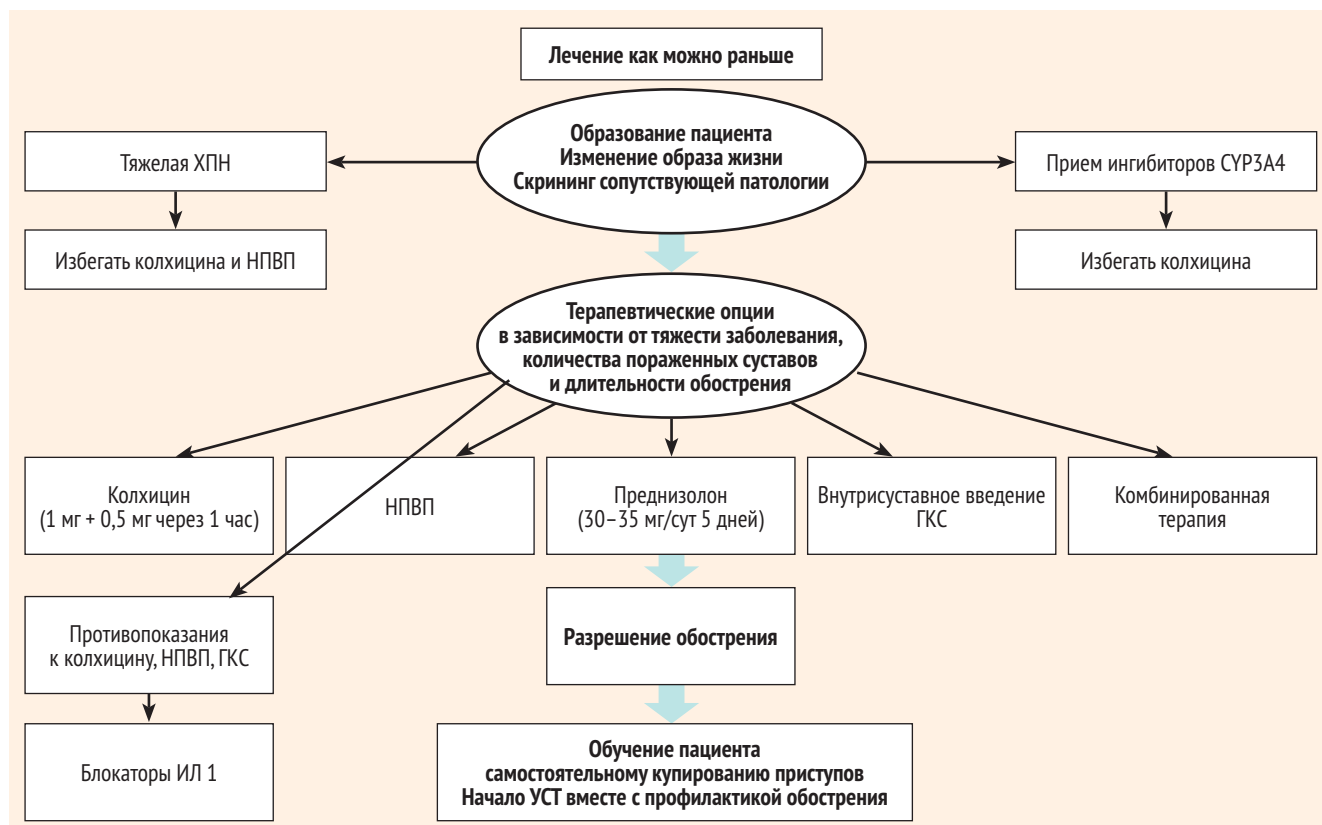 Лечение как можно раньше
Образование пациента
Изменение образа жизни
Скрининг сопутствующей патологии
Тяжелая ХПН
Прием ингибиторов CYP3A4
Избегать колхицина и НПВП
Избегать колхицина
Терапевтические опции
в зависимости от тяжести заболевания,
количества пораженных суставов
и длительности обострения
Колхицин
(1 мг + 0,5 мг через 1 час)
НПВП
Преднизолон
(30–35 мг/сут 5 дней)
Внутрисуставное введение
ГКС
Комбинированная
терапия
Противопоказания
к колхицину, НПВП, ГКС
Разрешение обострения
Блокаторы ИЛ 1
Обучение пациента
самостоятельному купированию приступов
Начало УСТ вместе с профилактикой обострения